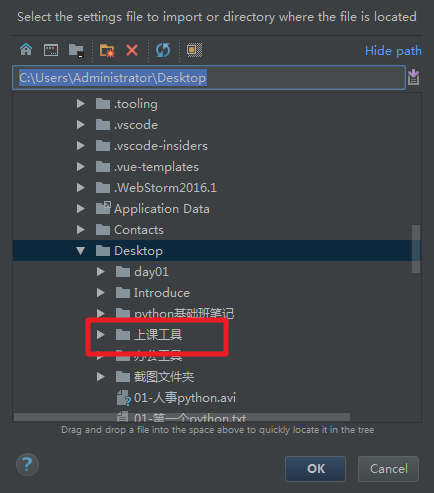 Select the settings file to import or directory where the file is located
Hide path
C:\Users\Administrator\Desktop
.tooling
.vscode
.vscode-insiders
.vue-templates
.WebStorm2016.1
Application Data
Contacts
Desktop
day01
Introduce
python基础班笔记
上课工具
办公工具
截图文件夹
01-人事python.avi
01-第一个python.txt
Drag and drop a file into the space above to quickly locate it in the tree
?
OK
Cancel